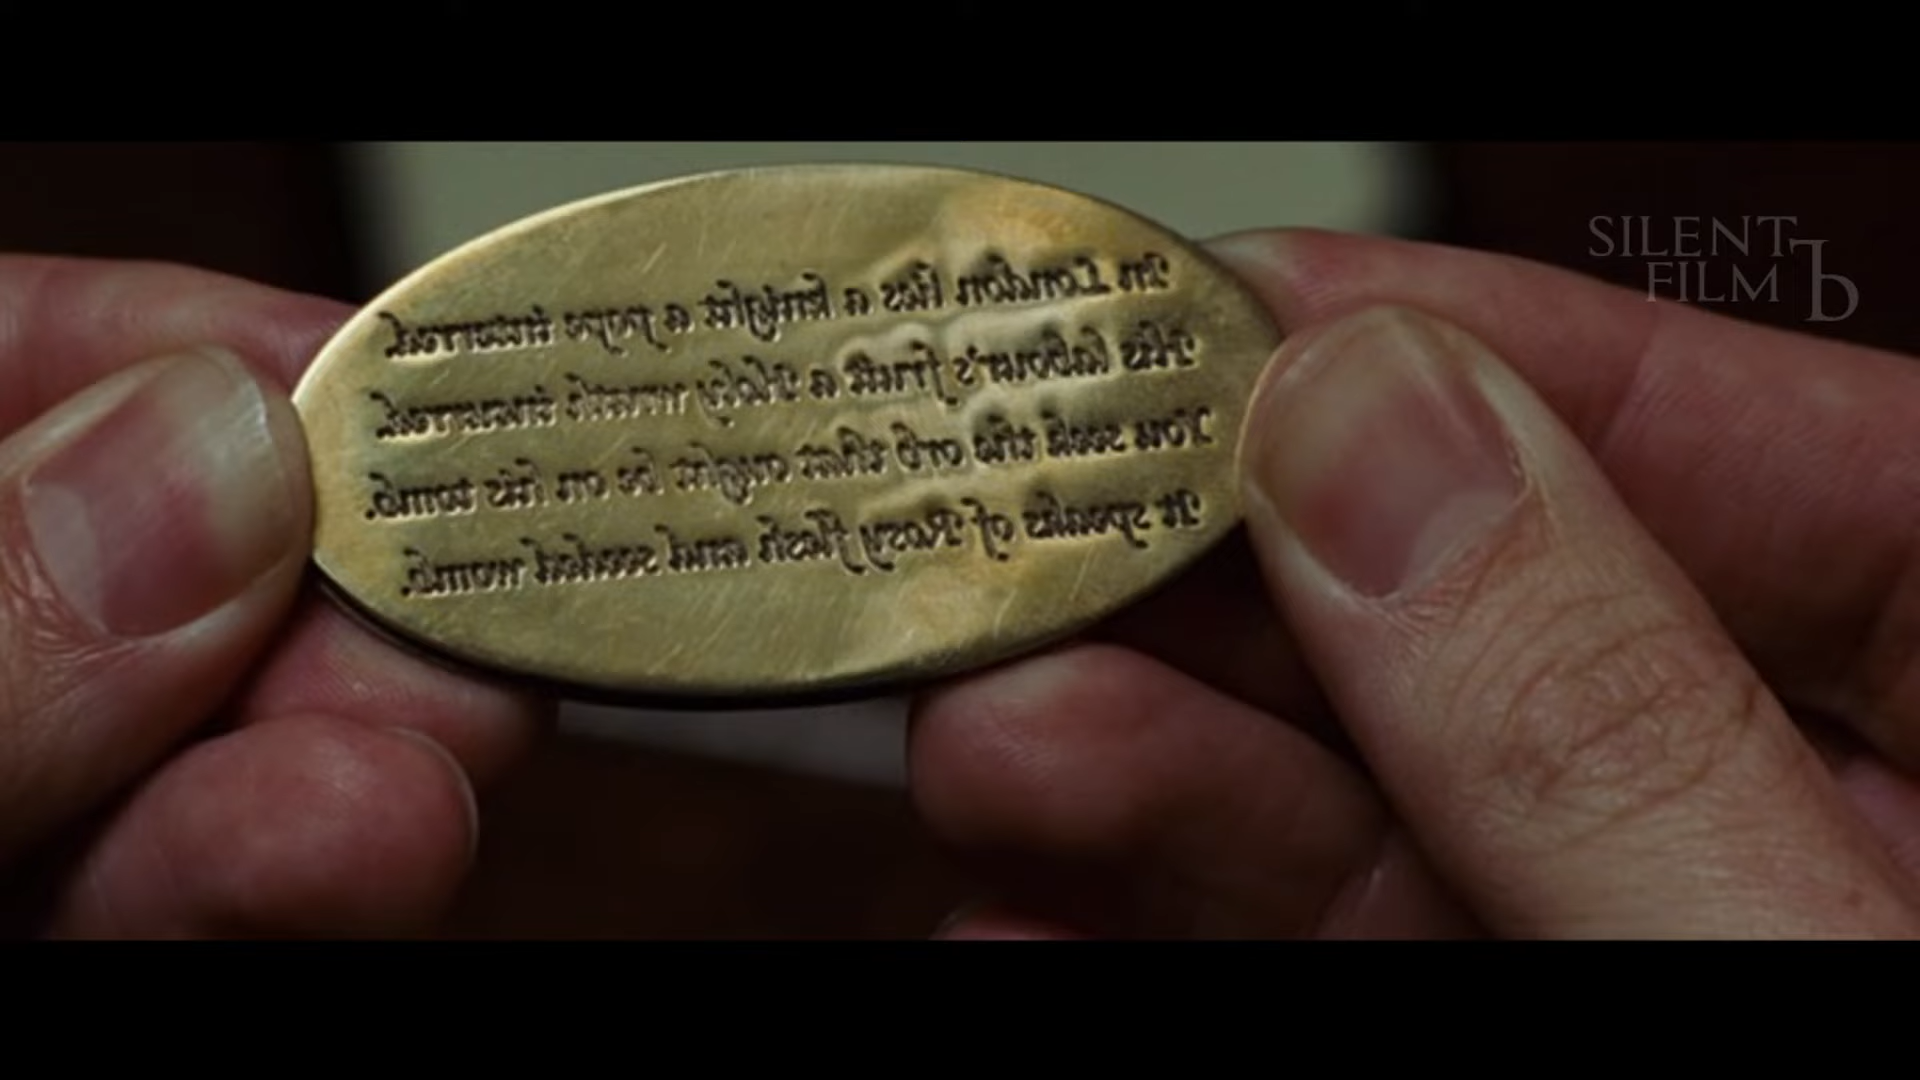 In London lies a knight a pope interred.
His labour's fruit a Holy wrath incurred.
You seek the orb that ought be on his tomb.
It speaks of Rosy flesh and seeded womb.
SILENT
FILM Ъ